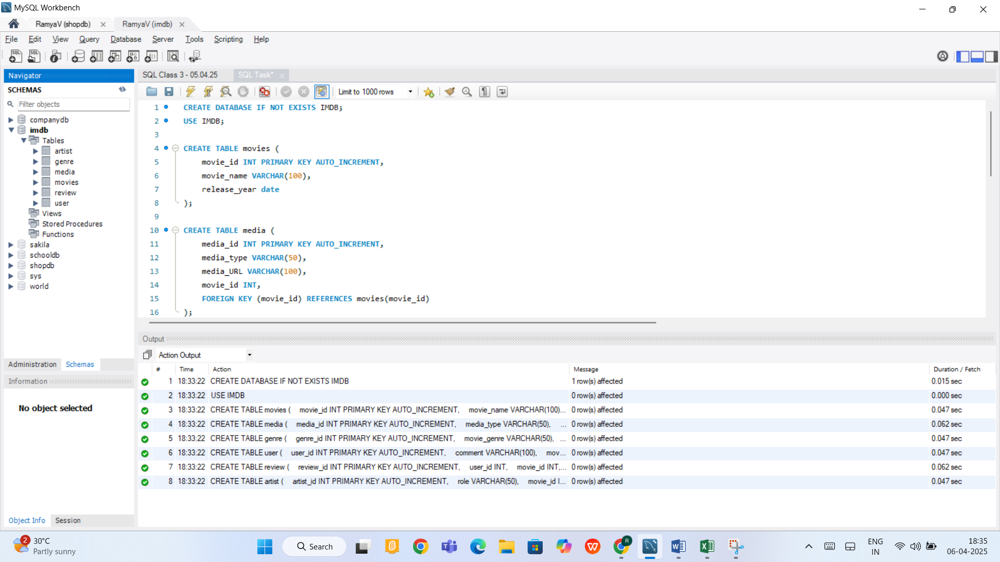 MySQL Workbench
RamyaV (shopdb)
RamyaV (imdb)
File Edit View Query Database Server Tools Scripting Help
Navigator
SCHEMAS
Filter objects
companydb
imdb
Tables
artist
genre
media
movies
review
user
Views
Stored Procedures
Functions
sakila
schooldb
shopdb
sys
world
Administration Schemas
Information
No object selected
Object Info Session
SQL Class 3 - 05.04.25
SQL Task*
Limit to 1000 rows
1 CREATE DATABASE IF NOT EXISTS IMDB;
2 USE IMDB;
3
4 CREATE TABLE movies (
5 movie_id INT PRIMARY KEY AUTO_INCREMENT,
6 movie_name VARCHAR(100),
7 release_year date
8 );
9
10 CREATE TABLE media (
11 media_id INT PRIMARY KEY AUTO_INCREMENT,
12 media_type VARCHAR(50),
13 media_URL VARCHAR(100),
14 movie_id INT,
15 FOREIGN KEY (movie_id) REFERENCES movies(movie_id)
16 );
Output
Action Output
# Time Action Message Duration / Fetch
1 18:33:22 CREATE DATABASE IF NOT EXISTS IMDB 1 row(s) affected 0.015 sec
2 18:33:22 USE IMDB 0 row(s) affected 0.000 sec
3 18:33:22 CREATE TABLE movies ( movie_id INT PRIMARY KEY AUTO_INCREMENT, movie_name VARCHAR(100)... 0 row(s) affected 0.047 sec
4 18:33:22 CREATE TABLE media ( media_id INT PRIMARY KEY AUTO_INCREMENT, media_type VARCHAR(50), ... 0 row(s) affected 0.062 sec
5 18:33:22 CREATE TABLE genre ( genre_id INT PRIMARY KEY AUTO_INCREMENT, movie_genre VARCHAR(50), ... 0 row(s) affected 0.047 sec
6 18:33:22 CREATE TABLE user ( user_id INT PRIMARY KEY AUTO_INCREMENT, comment VARCHAR(100), mov... 0 row(s) affected 0.047 sec
7 18:33:22 CREATE TABLE review ( review_id INT PRIMARY KEY AUTO_INCREMENT, user_id INT, movie_id INT,... 0 row(s) affected 0.062 sec
8 18:33:22 CREATE TABLE artist ( artist_id INT PRIMARY KEY AUTO_INCREMENT, role VARCHAR(50), movie_id I... 0 row(s) affected 0.047 sec
2
30°C
Partly sunny
Search
R
ENG
IN
18:35
06-04-2025